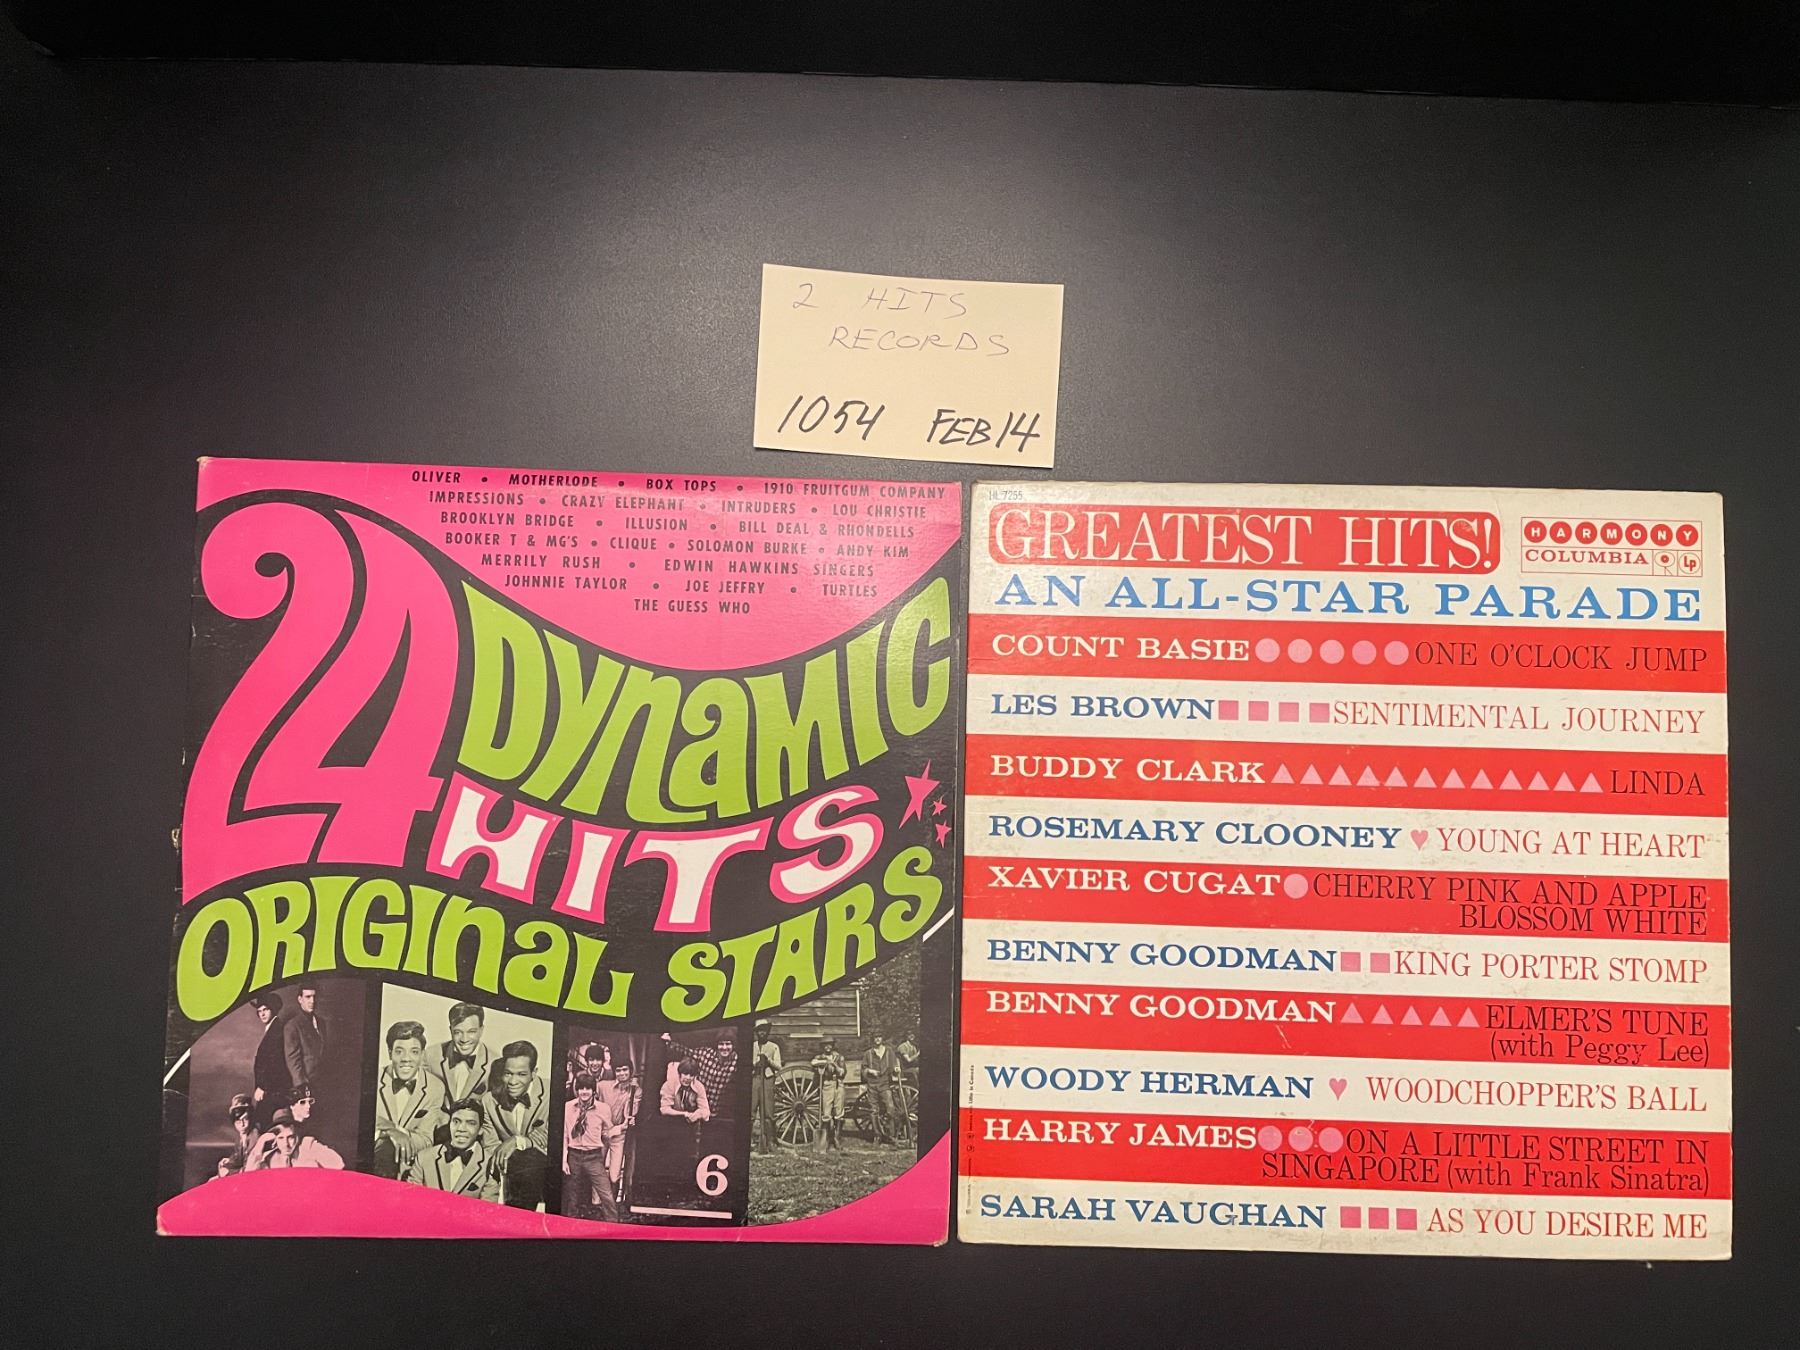 2 HITS
RECORDS
1054 FEB 14
OLIVER • MOTHERLODE • BOX TOPS • 1910 FRUITGUM COMPANY
IMPRESSIONS • CRAZY ELEPHANT • INTRUDERS • LOU CHRISTIE
BROOKLYN BRIDGE • ILLUSION • BILL DEAL & RHONDELLS
BOOKER T & MG'S • CLIQUE • SOLOMON BURKE • ANDY KIM
MERRILY RUSH • EDWIN HAWKINS SINGERS
JOHNNIE TAYLOR • JOE JEFFRY • TURTLES
THE GUESS WHO
24 DYNAMIC
HITS
ORIGINAL STARS
6
HL 7255
GREATEST HITS!
HARMONY
COLUMBIA Lp
AN ALL-STAR PARADE
COUNT BASIE ONE O'CLOCK JUMP
LES BROWN SENTIMENTAL JOURNEY
BUDDY CLARK LINDA
ROSEMARY CLOONEY ♥ YOUNG AT HEART
XAVIER CUGAT CHERRY PINK AND APPLE
BLOSSOM WHITE
BENNY GOODMAN KING PORTER STOMP
BENNY GOODMAN ELMER'S TUNE
(with Peggy Lee)
WOODY HERMAN ♥ WOODCHOPPER'S BALL
HARRY JAMES ON A LITTLE STREET IN
SINGAPORE (with Frank Sinatra)
SARAH VAUGHAN AS YOU DESIRE ME